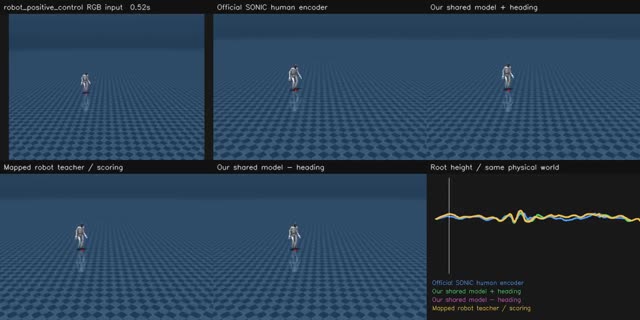 robot_positive_control RGB input 0.52s
Official SONIC human encoder
Our shared model + heading
Mapped robot teacher / scoring
Our shared model − heading
Root height / same physical world
Official SONIC human encoder
Our shared model + heading
Our shared model − heading
Mapped robot teacher / scoring